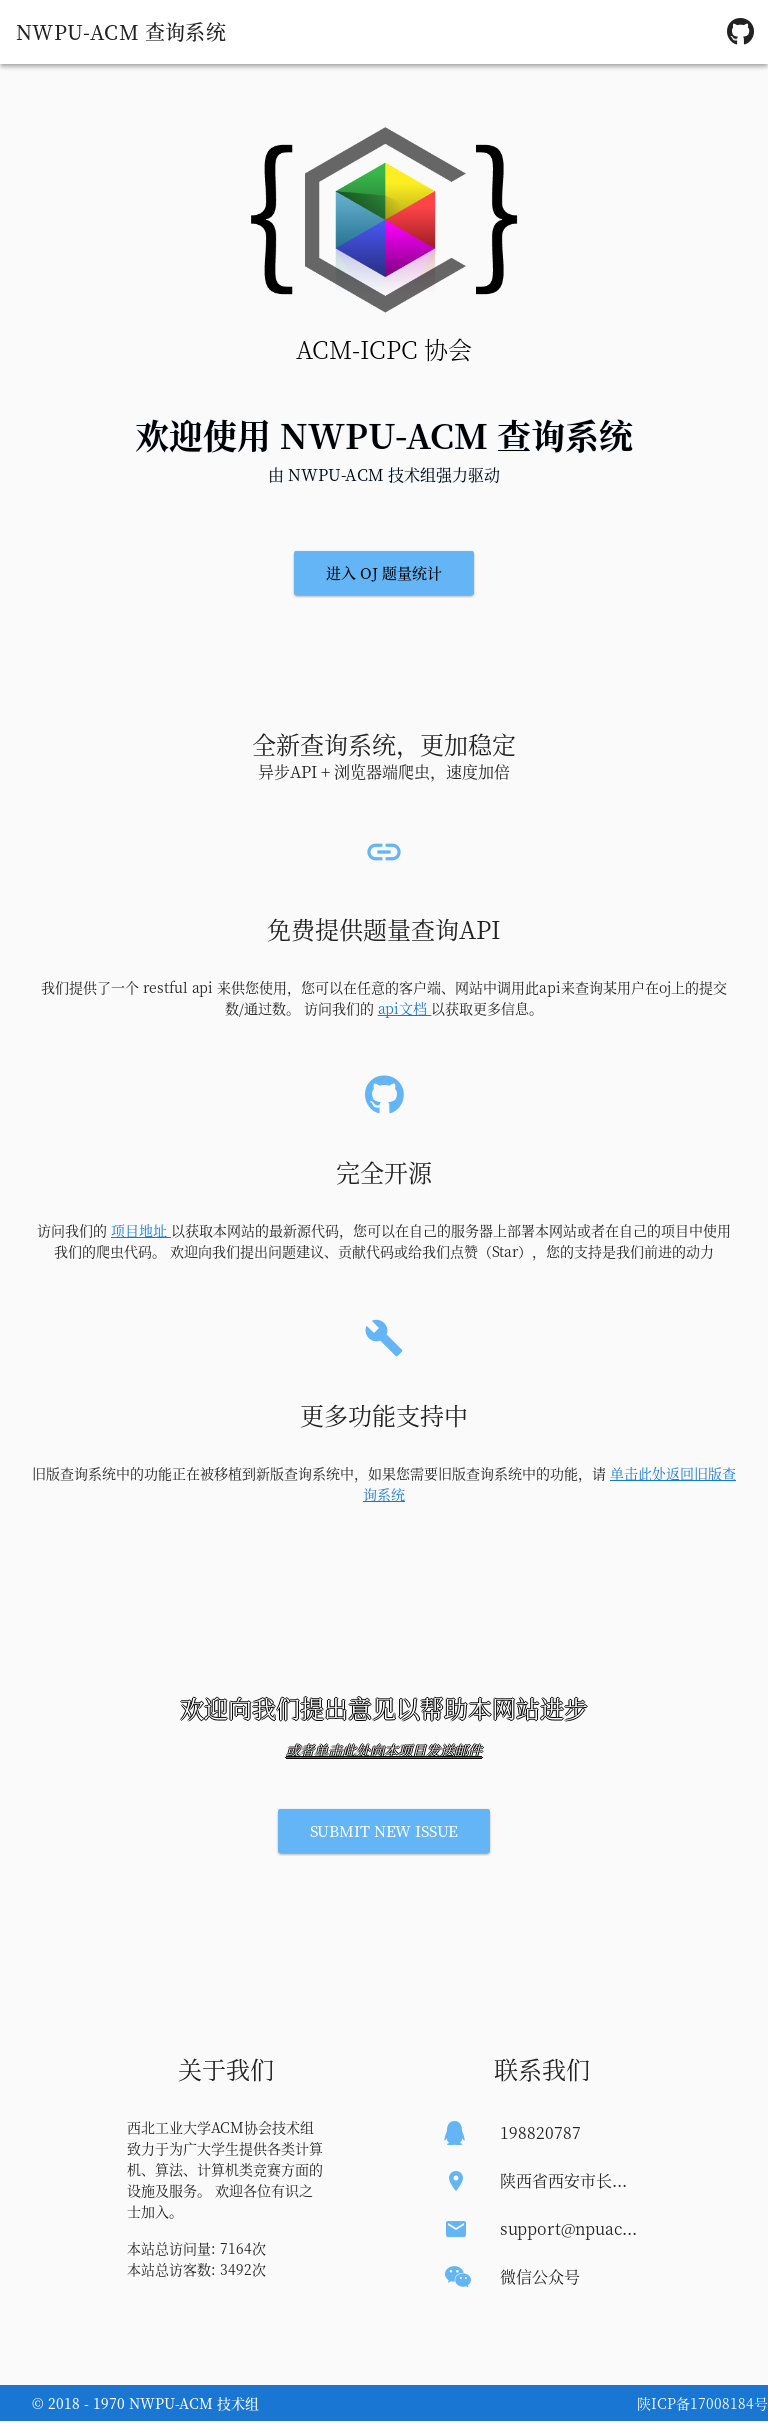 NWPU-ACM 查询系统
ACM-ICPC 协会
欢迎使用 NWPU-ACM 查询系统
由 NWPU-ACM 技术组强力驱动
进入 OJ 题量统计
全新查询系统，更加稳定
异步API + 浏览器端爬虫，速度加倍
免费提供题量查询API
我们提供了一个 restful api 来供您使用，您可以在任意的客户端、网站中调用此api来查询某用户在oj上的提交
数/通过数。 访问我们的 api文档 以获取更多信息。
完全开源
访问我们的 项目地址 以获取本网站的最新源代码，您可以在自己的服务器上部署本网站或者在自己的项目中使用
我们的爬虫代码。 欢迎向我们提出问题建议、贡献代码或给我们点赞（Star），您的支持是我们前进的动力
更多功能支持中
旧版查询系统中的功能正在被移植到新版查询系统中，如果您需要旧版查询系统中的功能，请 单击此处返回旧版查
询系统
欢迎向我们提出意见以帮助本网站进步
或者单击此处向本项目发送邮件
SUBMIT NEW ISSUE
关于我们
西北工业大学ACM协会技术组
致力于为广大学生提供各类计算
机、算法、计算机类竞赛方面的
设施及服务。 欢迎各位有识之
士加入。
本站总访问量: 7164次
本站总访客数: 3492次
联系我们
198820787
陕西省西安市长...
support@npuac...
微信公众号
© 2018 - 1970 NWPU-ACM 技术组
陕ICP备17008184号